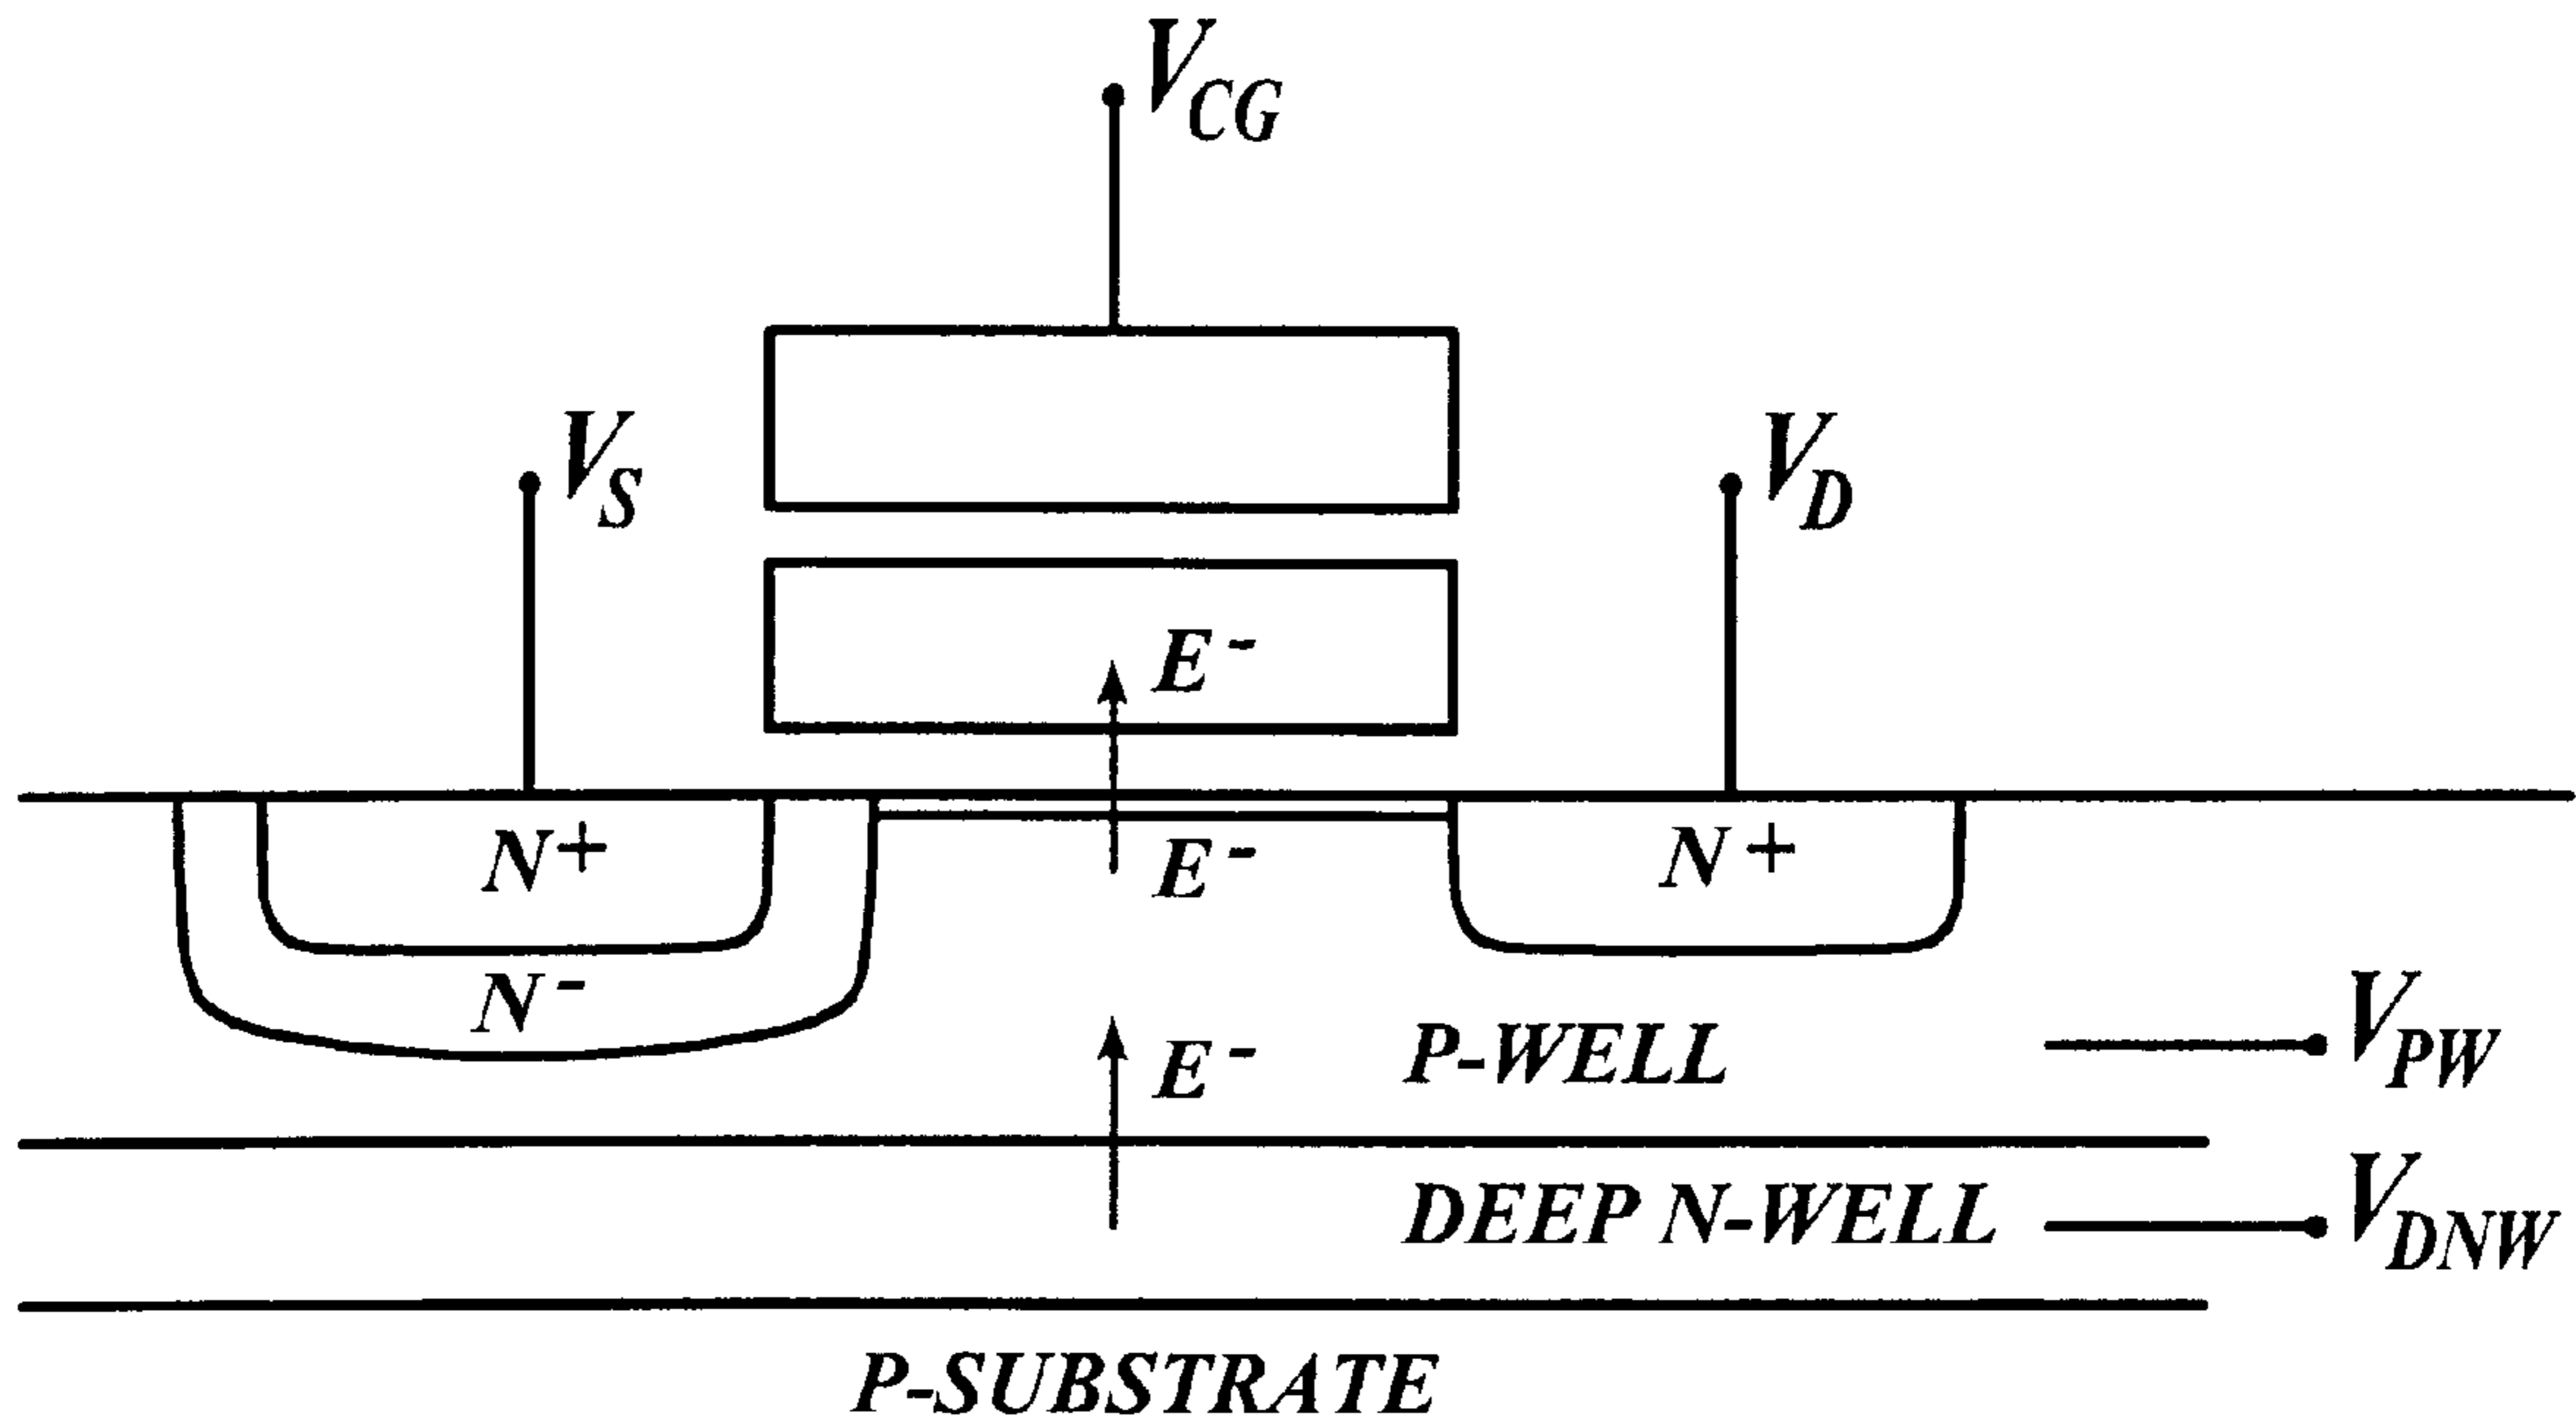 V_CG
V_S
V_D
E-
N+
E-
N+
N-
E-
P-WELL
V_PW
DEEP N-WELL
V_DNW
P-SUBSTRATE